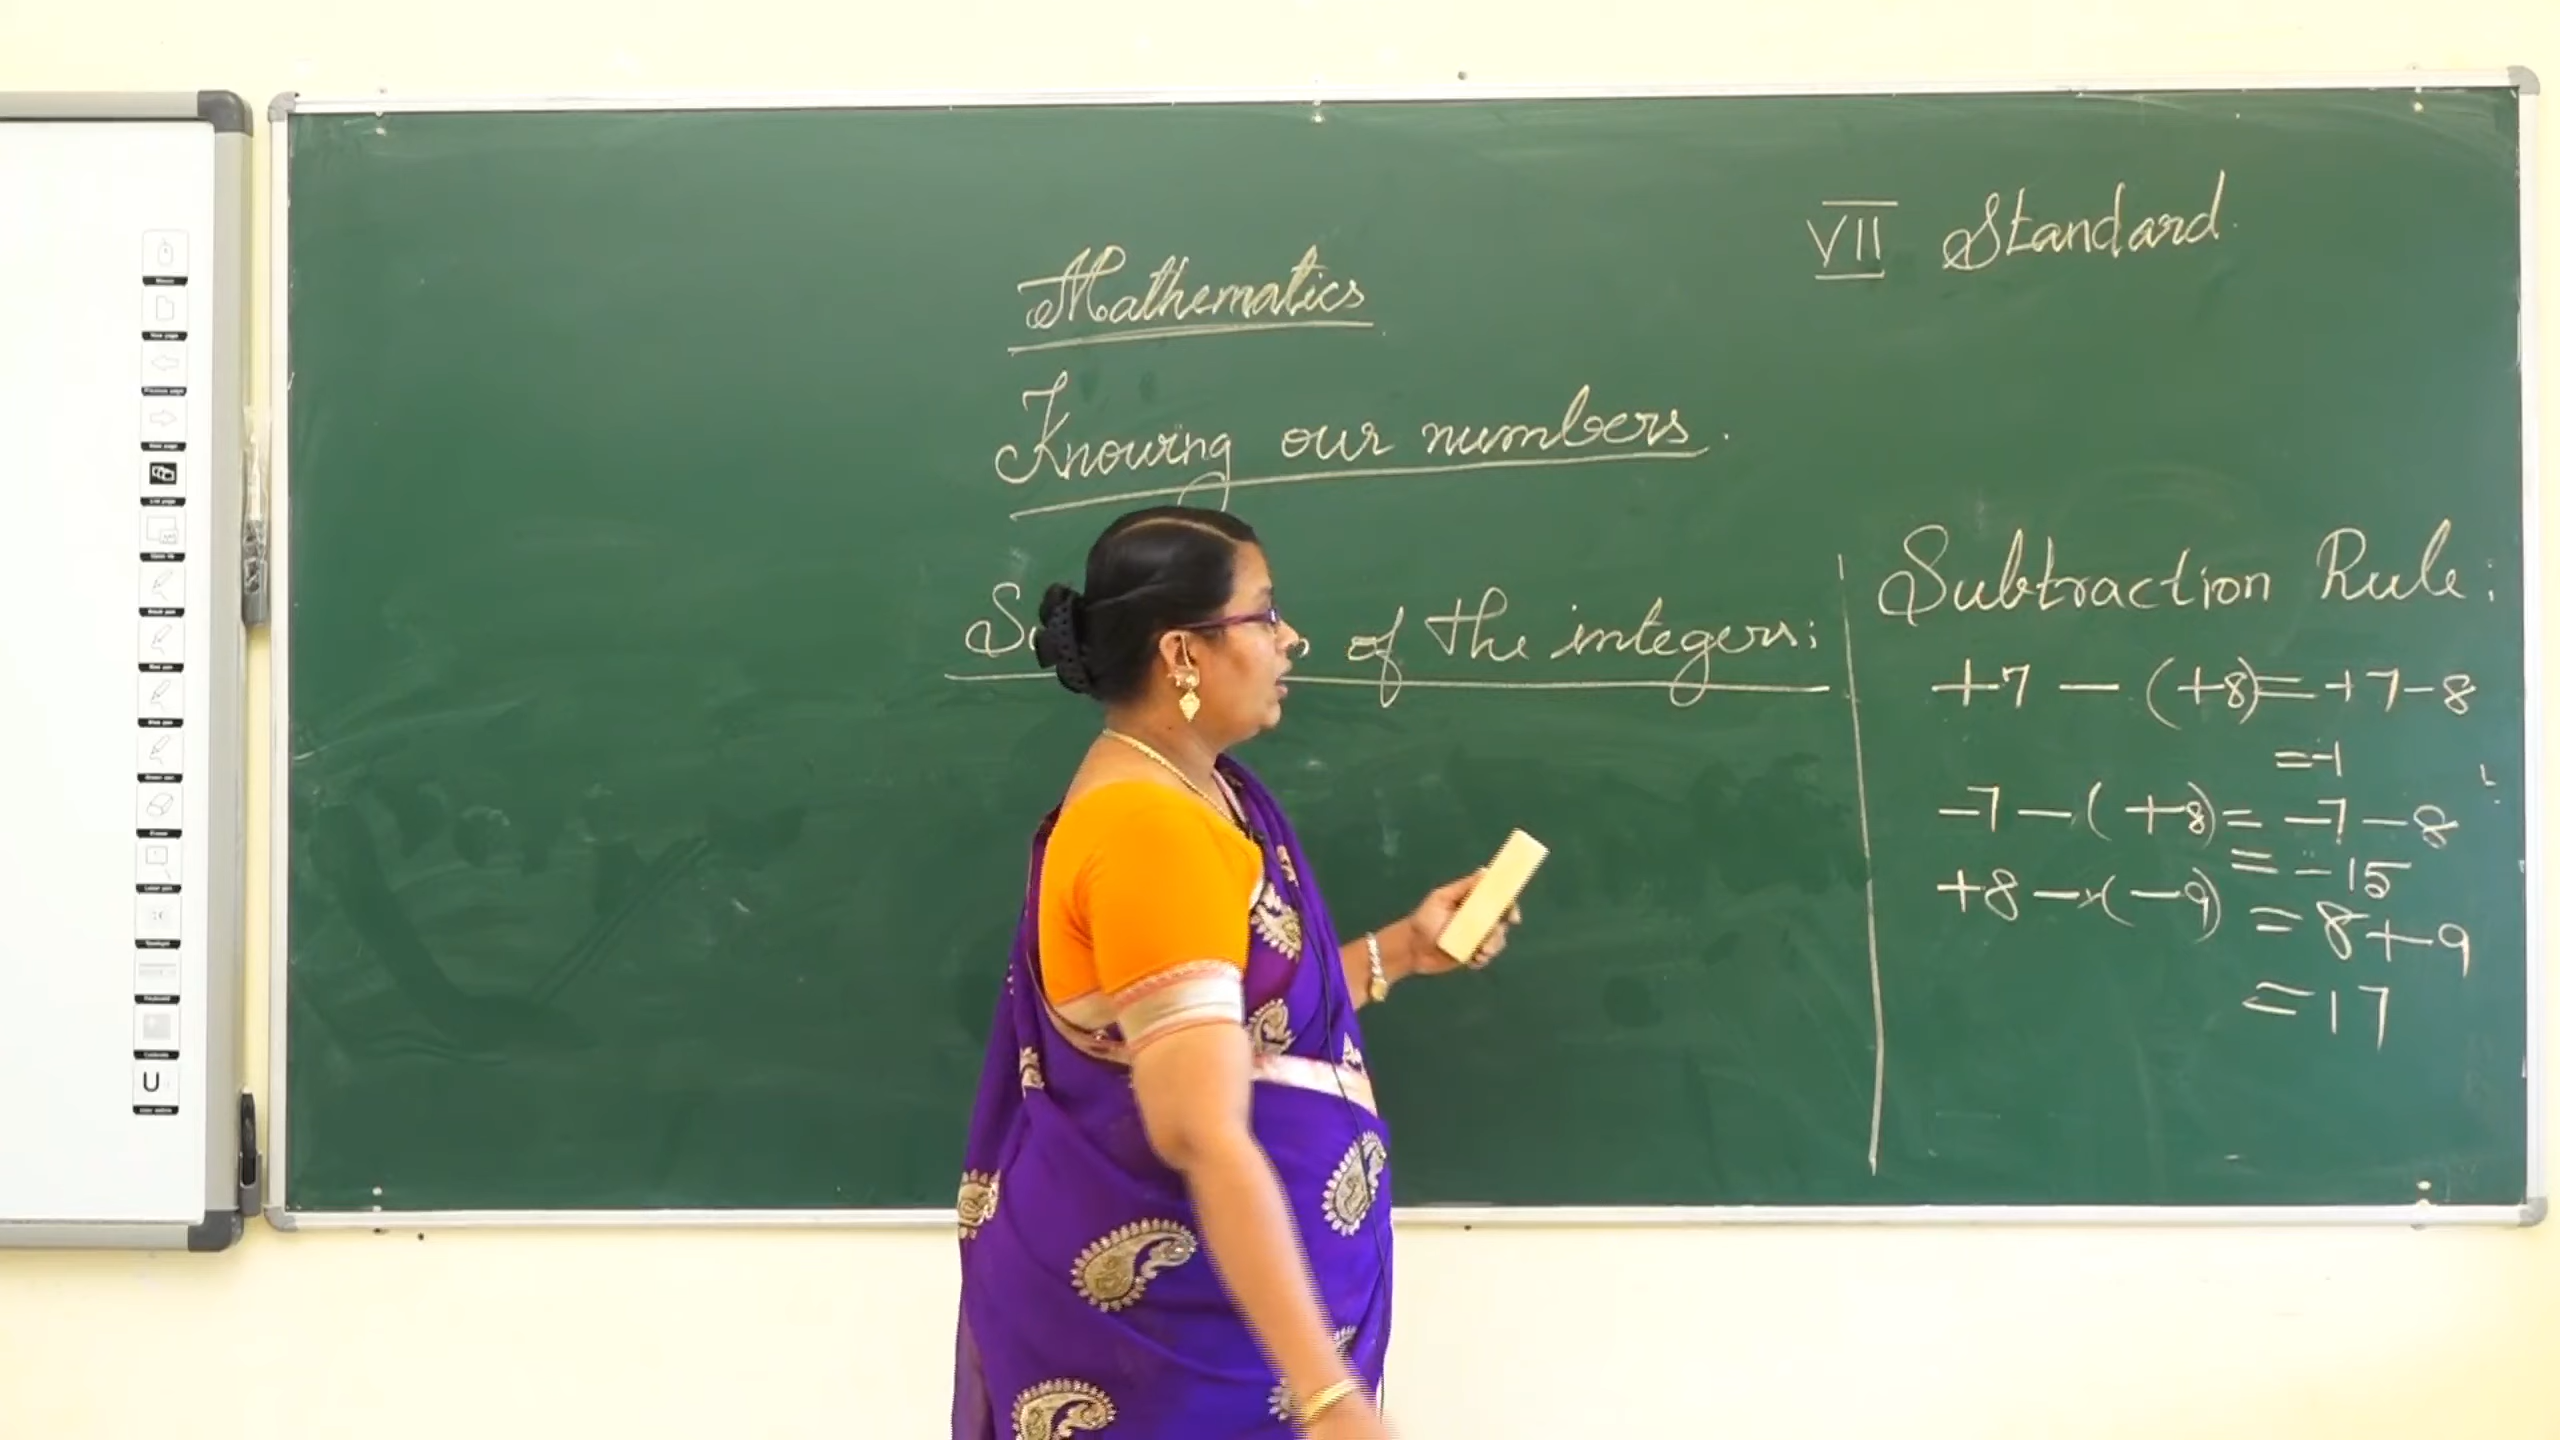 VII Standard
Mathematics
Knowing our numbers.
of the integers:
Subtraction Rule:
+7 - (+8) = +7-8
= -1
-7 - (+8) = -7 - 8
= -15
+8 - (-9) = 8+9
= 17